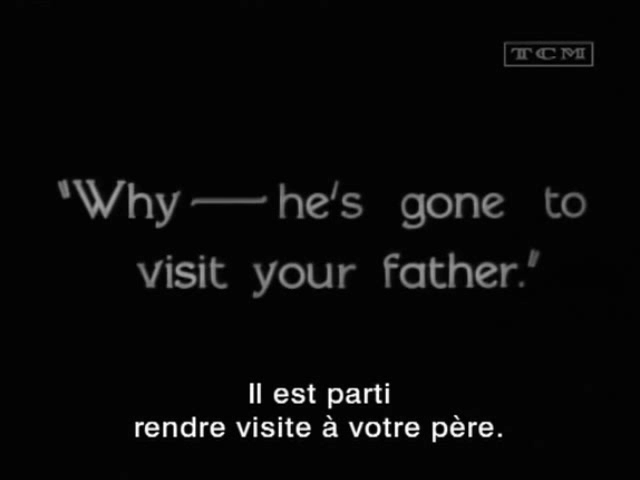 TCM
"Why — he's gone to
visit your father."
Il est parti
rendre visite à votre père.